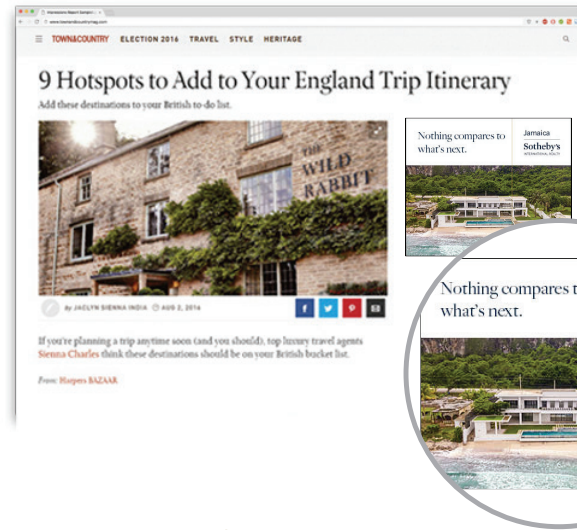 www.townandcountrymag.com
TOWN&COUNTRY ELECTION 2016 TRAVEL STYLE HERITAGE
9 Hotspots to Add to Your England Trip Itinerary
Add these destinations to your British to-do list.
THE
WILD
RABBIT
by JACLYN SIENNA INDIA AUG 2, 2016
If you're planning a trip anytime soon (and you should), top luxury travel agents
Sienna Charles think these destinations should be on your British bucket list.
From: Harpers BAZAAR
Nothing compares to
what's next.
Jamaica
Sotheby's
INTERNATIONAL REALTY
Nothing compares t
what's next.